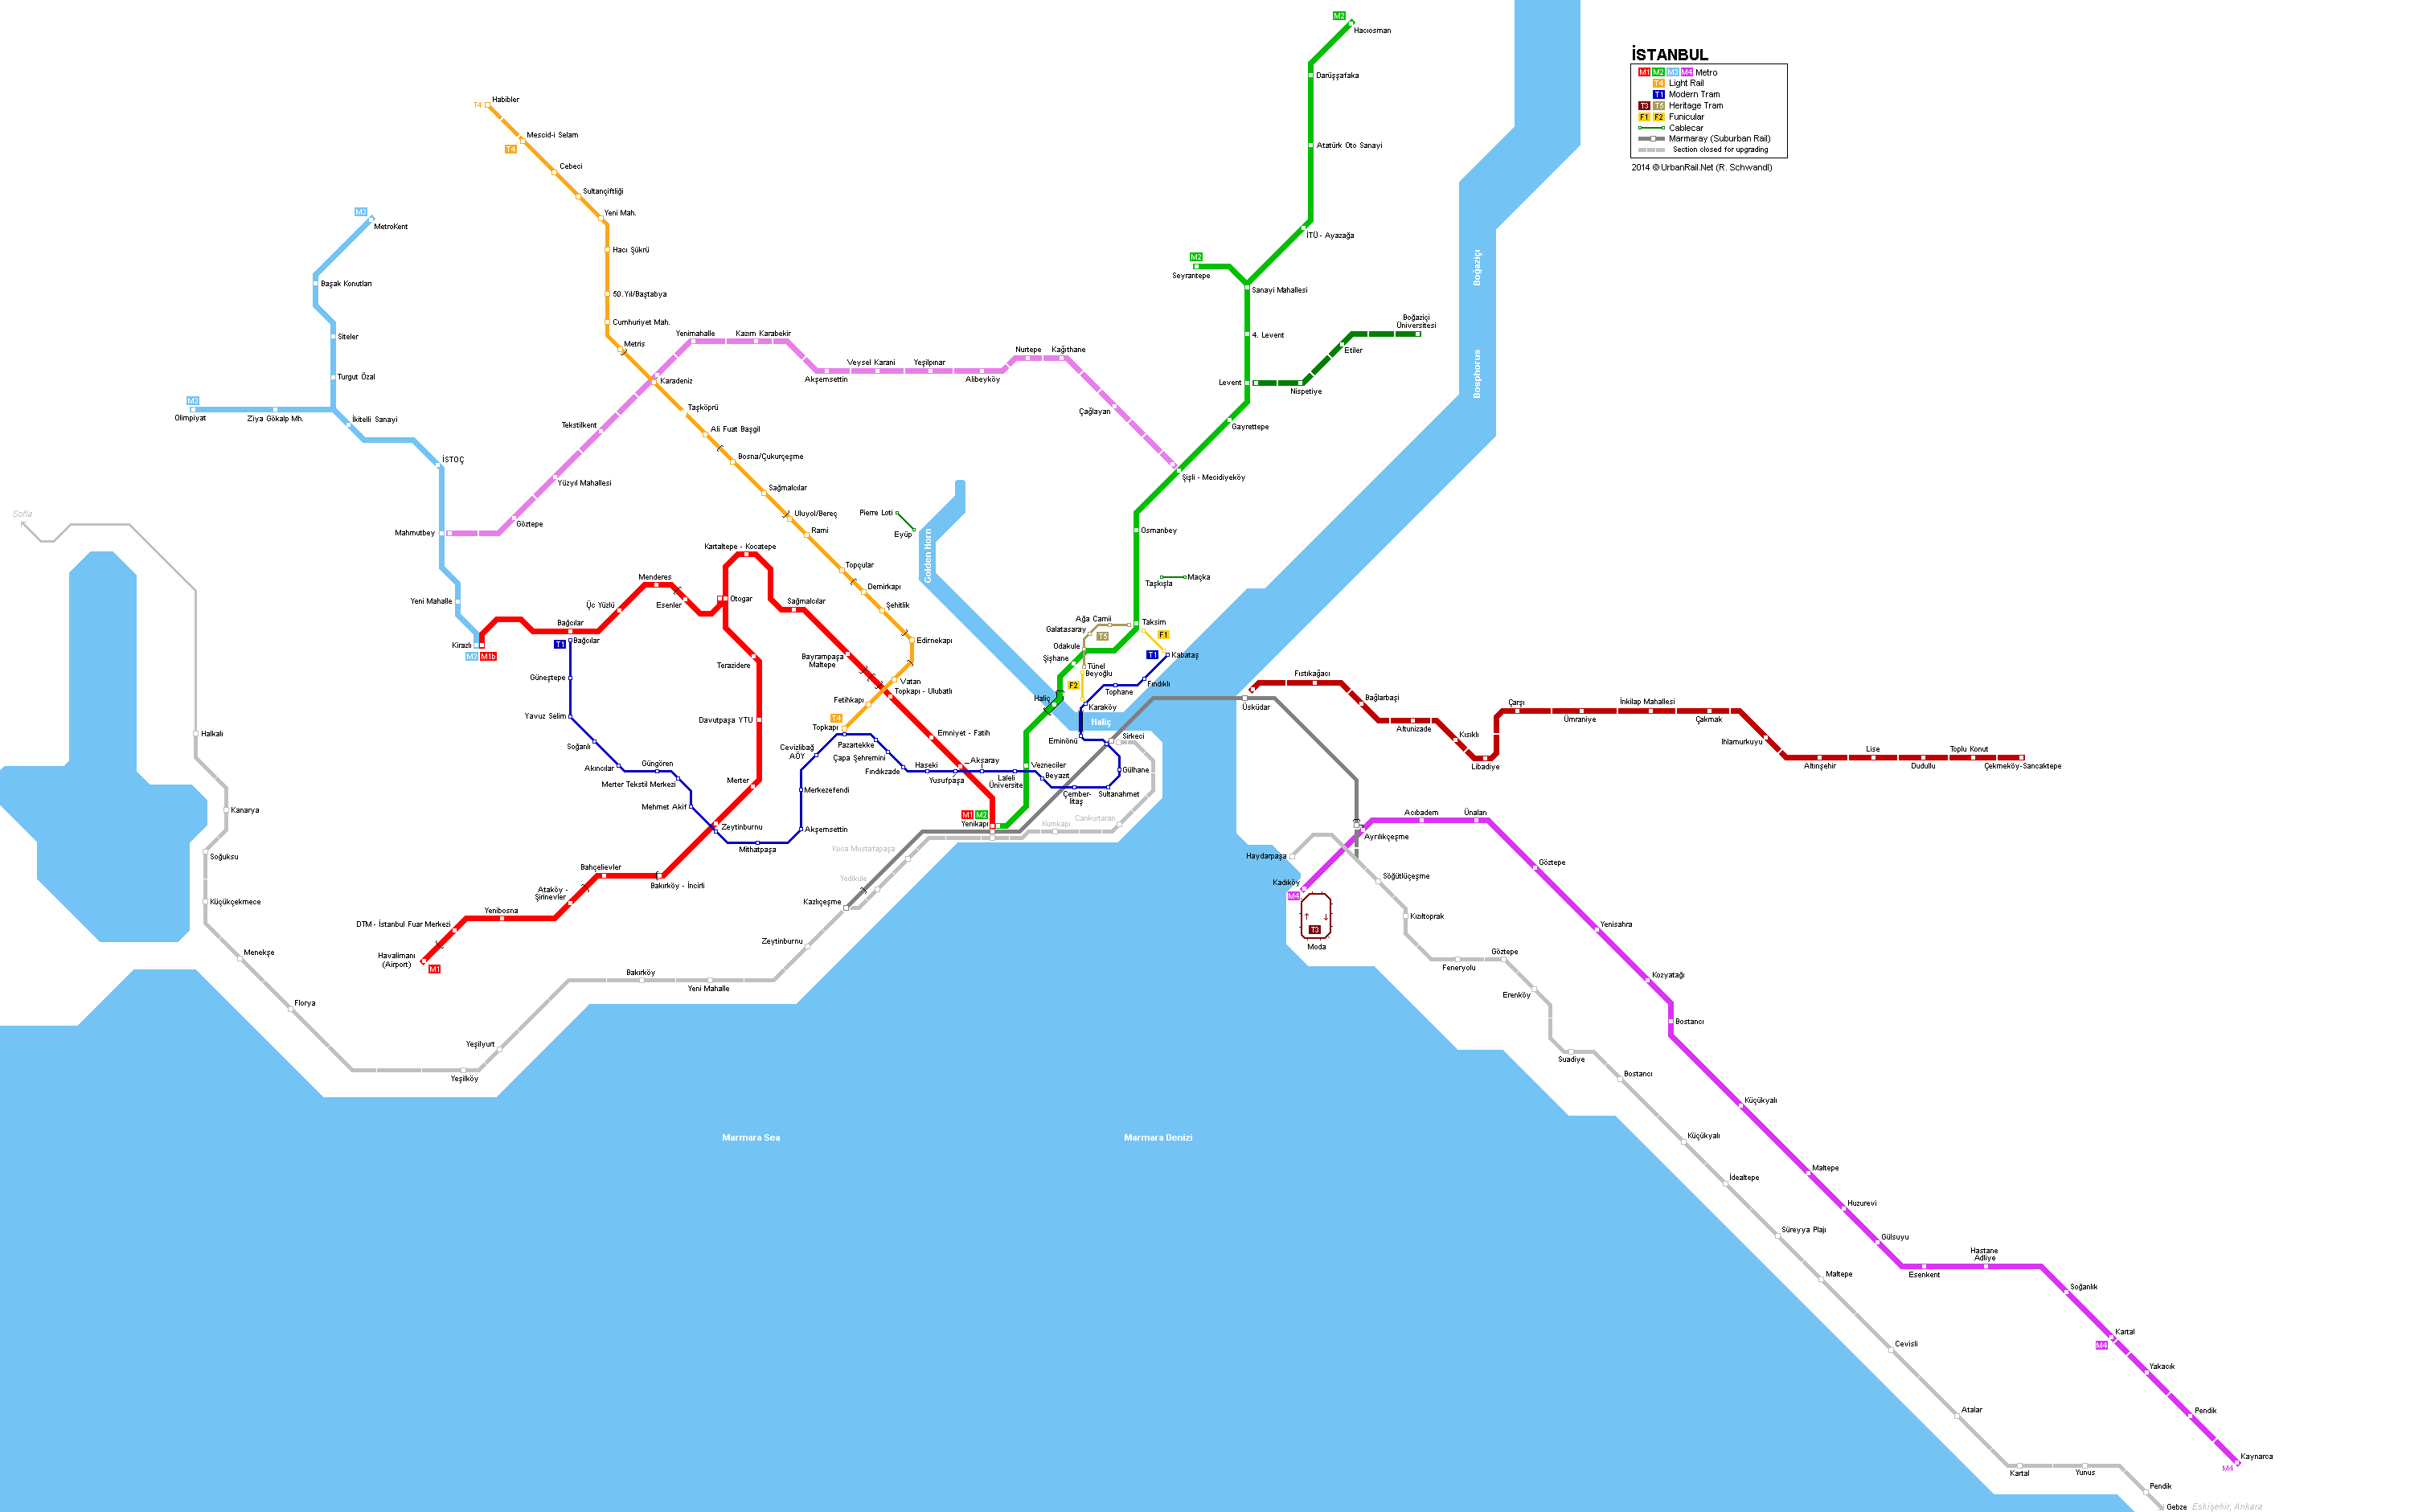 İSTANBUL
M1 M2 M3 M4 Metro
T4 Light Rail
T1 Modern Tram
T3 T5 Heritage Tram
F1 F2 Funicular
Cablecar
Marmaray (Suburban Rail)
Section closed for upgrading
2014 © UrbanRail.Net (R. Schwandl)
M2
Hacıosman
Darüşşafaka
Atatürk Oto Sanayi
İTÜ - Ayazağa
M2
Seyrantepe
Sanayi Mahallesi
4. Levent
Levent
Nispetiye
Etiler
Boğaziçi
Üniversitesi
Gayrettepe
Şişli - Mecidiyeköy
Osmanbey
Taşkışla
Maçka
Taksim
F1
T1
Kabataş
Fındıklı
Tophane
Karaköy
Ağa Camii
Galatasaray
T5
Odakule
Şişhane
Tünel
Beyoğlu
F2
Haliç
Haliç
Boğaziçi
Bosphorus
Golden Horn
Pierre Loti
Eyüp
T4
Habibler
Mescid-i Selam
T4
Cebeci
Sultançiftliği
Yeni Mah.
Hacı Şükrü
50.Yıl/Baştabya
Cumhuriyet Mah.
Metris
Karadeniz
Taşköprü
Ali Fuat Başgil
Bosna/Çukurçeşme
Sağmalcılar
Uluyol/Bereç
Rami
Topçular
Demirkapı
Şehitlik
Edirnekapı
Vatan
Topkapı - Ulubatlı
Fetihkapı
T4
Topkapı
M3
MetroKent
Başak Konutları
Siteler
Turgut Özal
M3
Olimpiyat
Ziya Gökalp Mh.
İkitelli Sanayi
İSTOÇ
Mahmutbey
Yeni Mahalle
Kirazlı
M3 M1b
Göztepe
Yüzyıl Mahallesi
Tekstilkent
Yenimahalle
Kazım Karabekir
Akşemsettin
Veysel Karani
Yeşilpınar
Alibeyköy
Nurtepe
Kağıthane
Çağlayan
Bağcılar
Üc Yüzlü
Menderes
Esenler
Otogar
Kartaltepe - Kocatepe
Sağmalcılar
Bayrampaşa
Maltepe
Emniyet - Fatih
Aksaray
M1 M2
Yenikapı
Terazidere
Davutpaşa YTU
Merter
Zeytinburnu
Bakırköy - İncirli
Bahçelievler
Ataköy -
Şirinevler
Yenibosna
DTM - İstanbul Fuar Merkezi
Havalimanı
(Airport)
M1
T1
Bağcılar
Güneştepe
Yavuz Selim
Soğanlı
Akıncılar
Güngören
Merter Tekstil Merkezi
Mehmet Akif
Mithatpaşa
Akşemsettin
Merkezefendi
Cevizlibağ
AÖY
Pazartekke
Çapa Şehremini
Fındıkzade
Haseki
Yusufpaşa
Laleli
Üniversite
Vezneciler
Beyazıt
Çember-
litaş
Sultanahmet
Gülhane
Sirkeci
Eminönü
Sofia
Halkalı
Kanarya
Soğuksu
Küçükçekmece
Menekşe
Florya
Yeşilköy
Yeşilyurt
Bakırköy
Yeni Mahalle
Zeytinburnu
Kazlıçeşme
Yedikule
Koca Mustafapaşa
Kumkapı
Cankurtaran
Üsküdar
Fıstıkağacı
Bağlarbaşi
Altunizade
Kısıklı
Libadiye
Çarşı
Ümraniye
İnkilap Mahallesi
Çakmak
Ihlamurkuyu
Altınşehir
Lise
Dudullu
Toplu Konut
Çekmeköy-Sancaktepe
Haydarpaşa
Kadıköy
M4
T3
Moda
Ayrılıkçeşme
Acıbadem
Ünalan
Göztepe
Yenisahra
Kozyatağı
Bostancı
Küçükyalı
Maltepe
Huzurevi
Gülsuyu
Esenkent
Hastane
Adliye
Soğanlık
Kartal
M4
Yakacık
Pendik
Kaynarca
M4
Söğütlüçeşme
Kızıltoprak
Feneryolu
Göztepe
Erenköy
Suadiye
Bostancı
Küçükyalı
İdealtepe
Süreyya Plajı
Maltepe
Cevisli
Atalar
Kartal
Yunus
Pendik
Gebze
Eskişehir, Ankara
Marmara Sea
Marmara Denizi